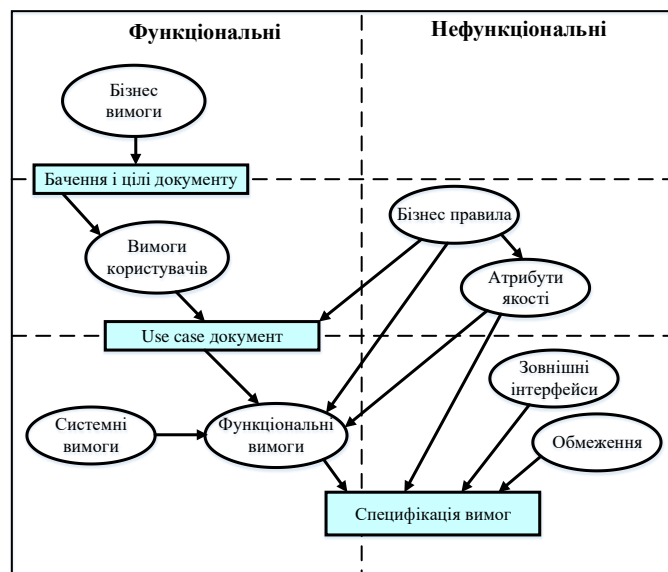 Функціональні
Нефункціональні
Бізнес
вимоги
Бачення і цілі документу
Бізнес правила
Вимоги
користувачів
Атрибути
якості
Use case документ
Зовнішні
інтерфейси
Системні
вимоги
Функціональні
вимоги
Обмеження
Специфікація вимог